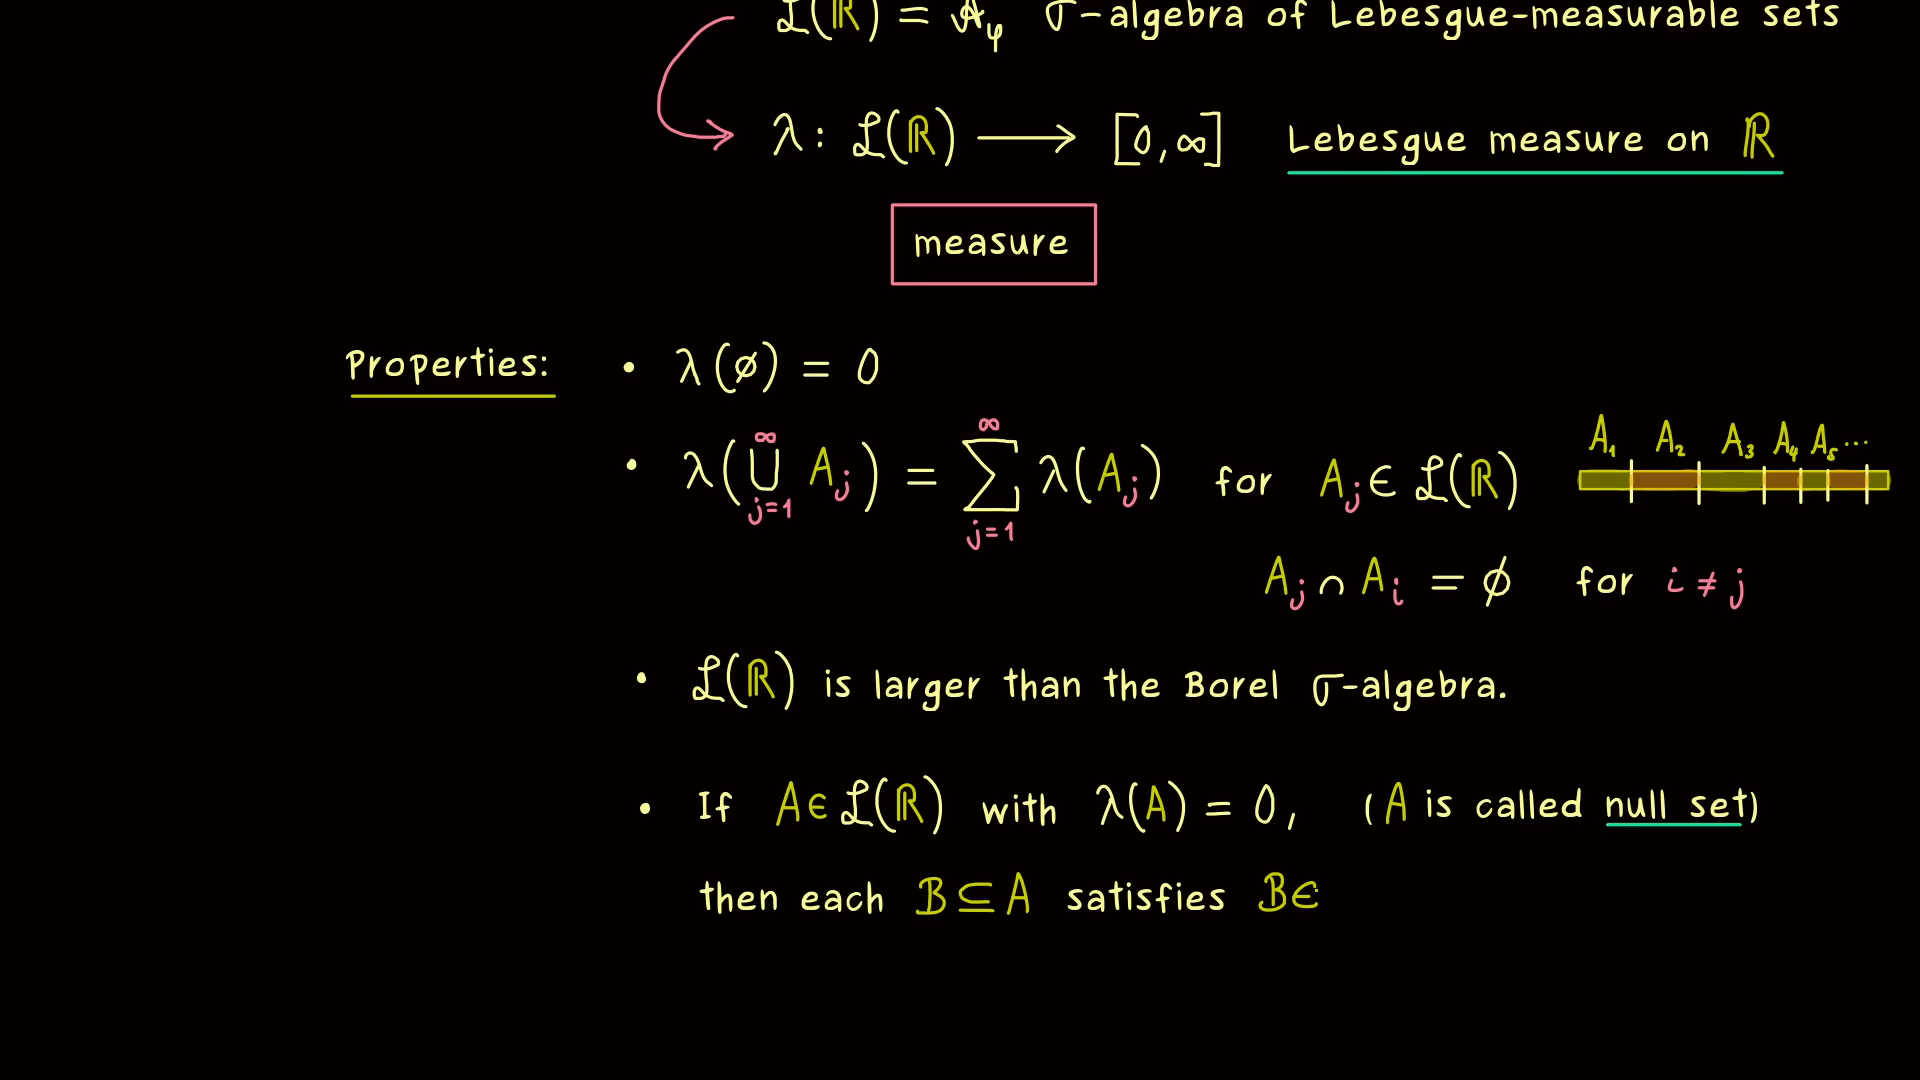 ℒ(ℝ) = 𝒜φ σ-algebra of Lebesgue-measurable sets
λ: ℒ(ℝ) ⟶ [0,∞] Lebesgue measure on ℝ
measure
Properties: • λ(∅) = 0
• λ(⋃_{j=1}^{∞} A_j) = ∑_{j=1}^{∞} λ(A_j) for A_j ∈ ℒ(ℝ) A₁ A₂ A₃ A₄ A₅ ...
A_j ∩ A_i = ∅ for i ≠ j
• ℒ(ℝ) is larger than the Borel σ-algebra.
• If A ∈ ℒ(ℝ) with λ(A) = 0, (A is called null set)
then each B ⊆ A satisfies B ∈